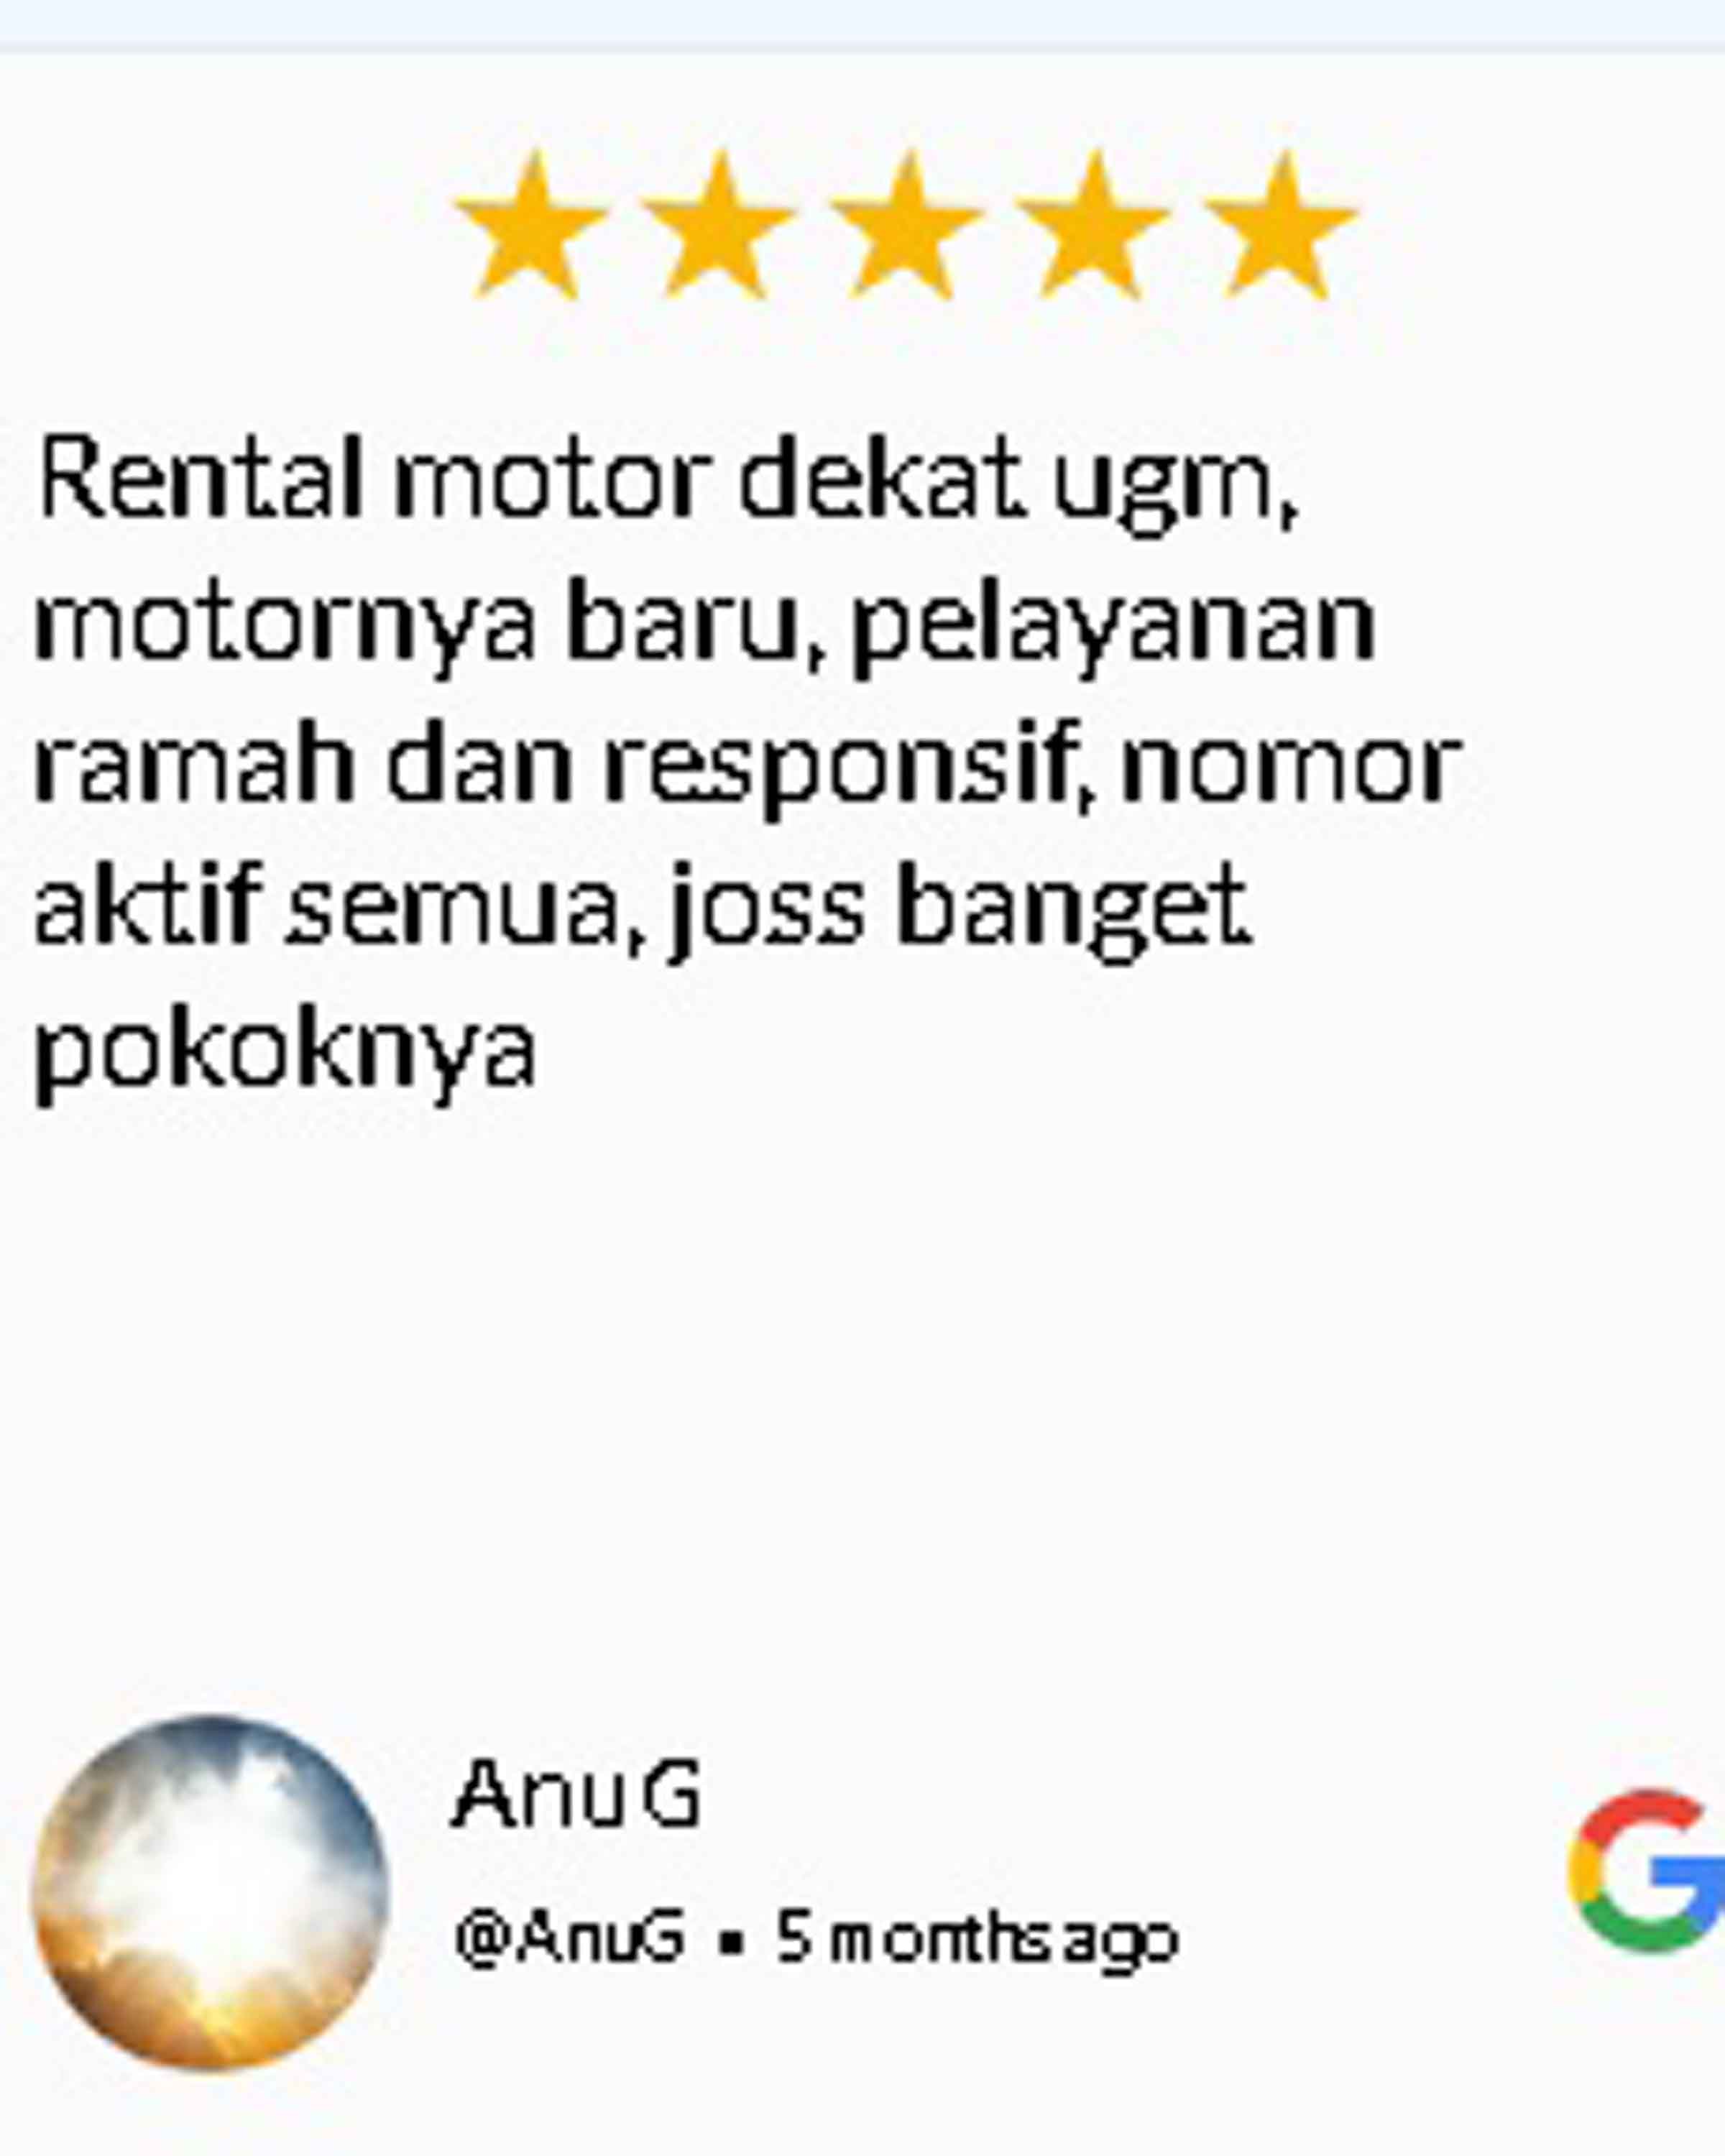 Rental motor dekat ugm,
motornya baru, pelayanan
ramah dan responsif, nomor
aktif semua, joss banget
pokoknya
Anu G
@AnuG ▪ 5 months ago
G